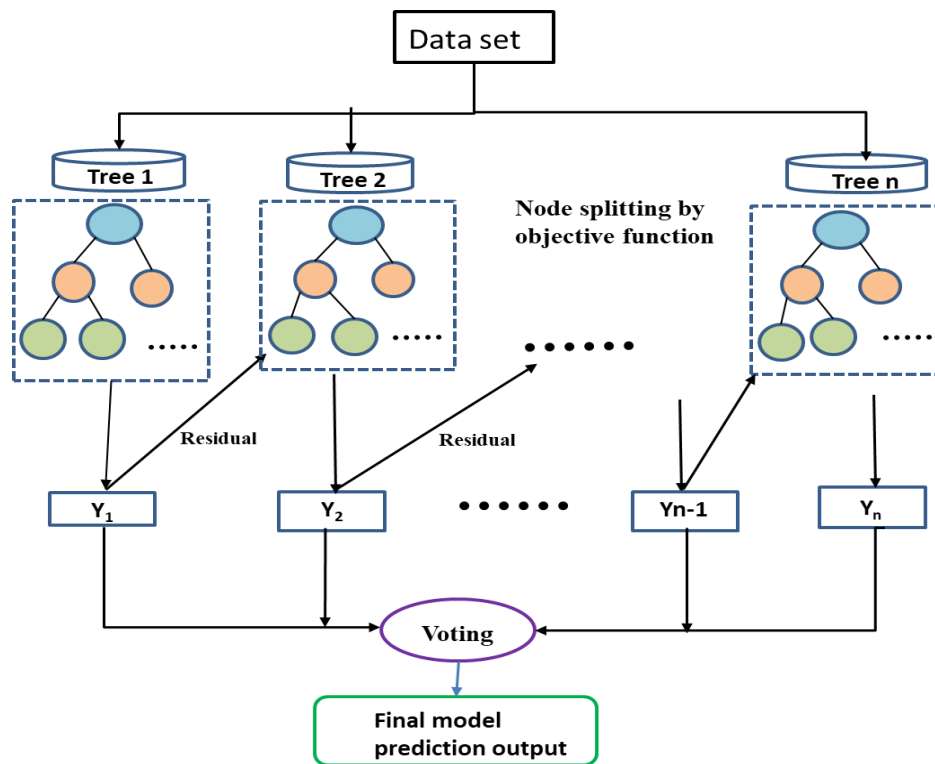 Data set
Tree 1
Tree 2
Tree n
Node splitting by
objective function
.....
.....
.....
......
Residual
Residual
Y₁
Y₂
......
Yn-1
Yₙ
Voting
Final model
prediction output